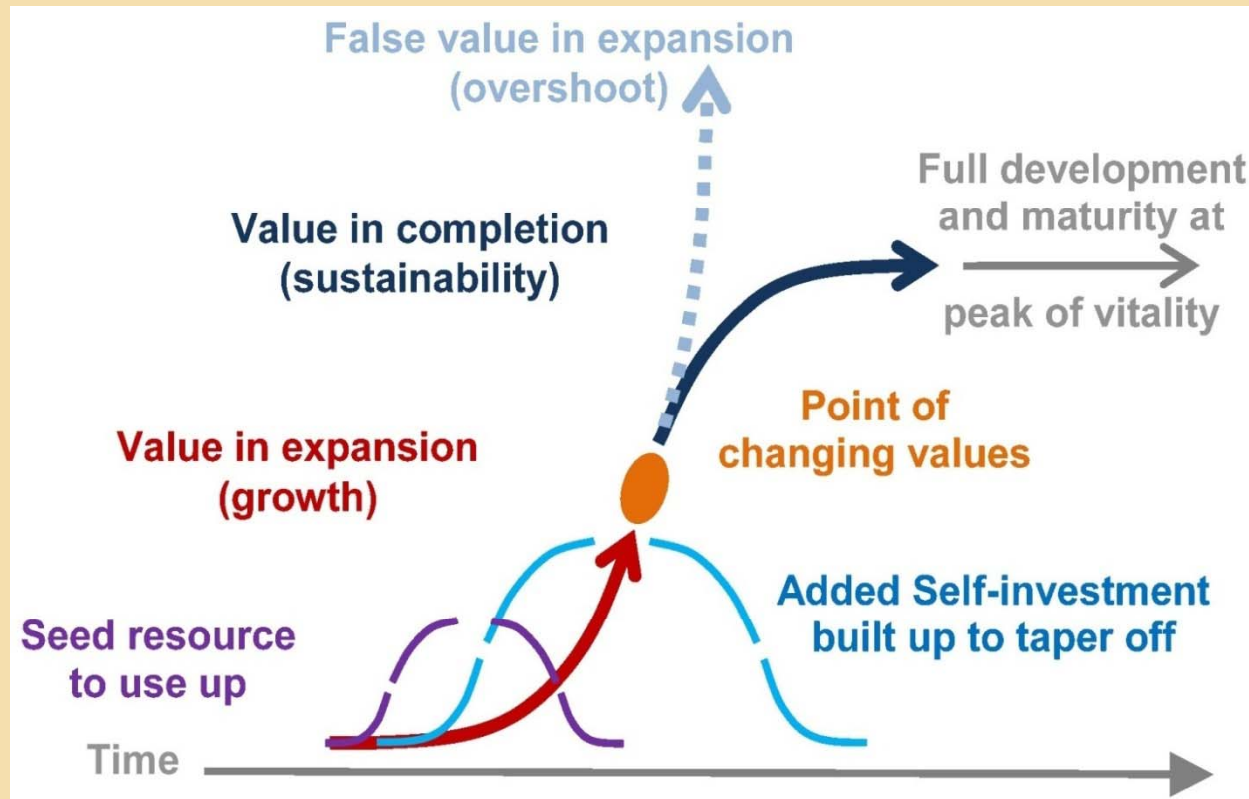 False value in expansion
(overshoot)
Full development
and maturity at
peak of vitality
Value in completion
(sustainability)
Point of
changing values
Value in expansion
(growth)
Added Self-investment
built up to taper off
Seed resource
to use up
Time